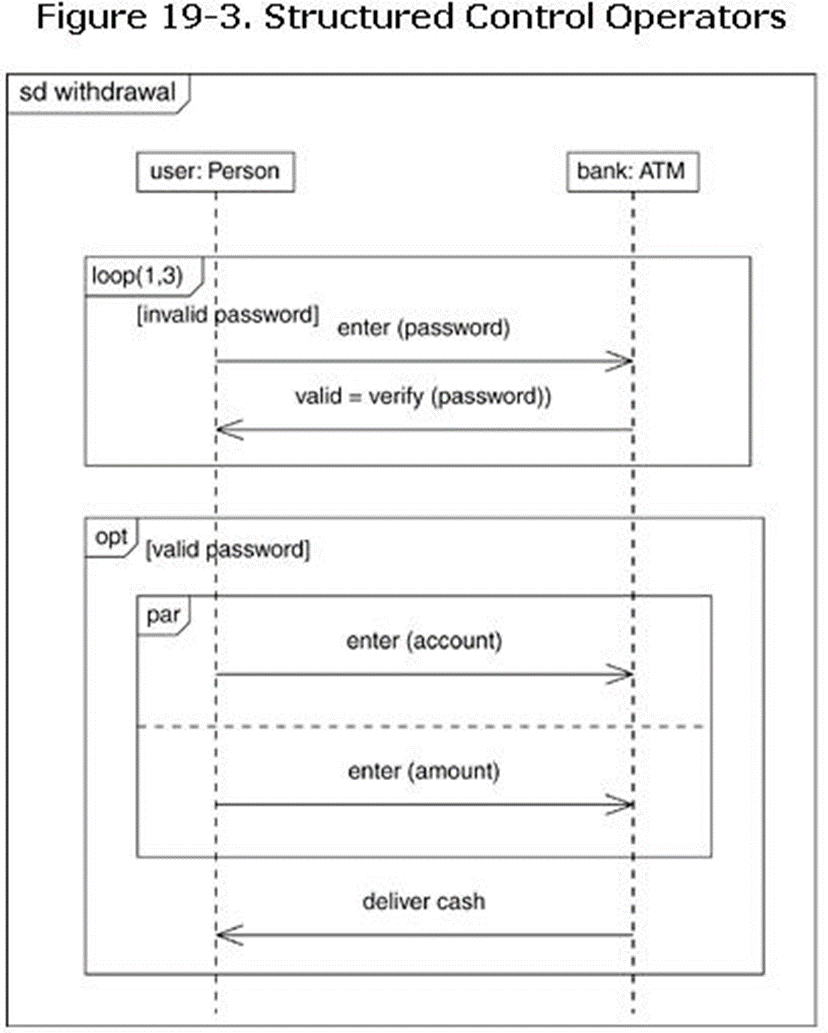 Figure 19-3. Structured Control Operators
sd withdrawal
user: Person
bank: ATM
loop(1,3)
[invalid password]
enter (password)
valid = verify (password))
opt
[valid password]
par
enter (account)
enter (amount)
deliver cash